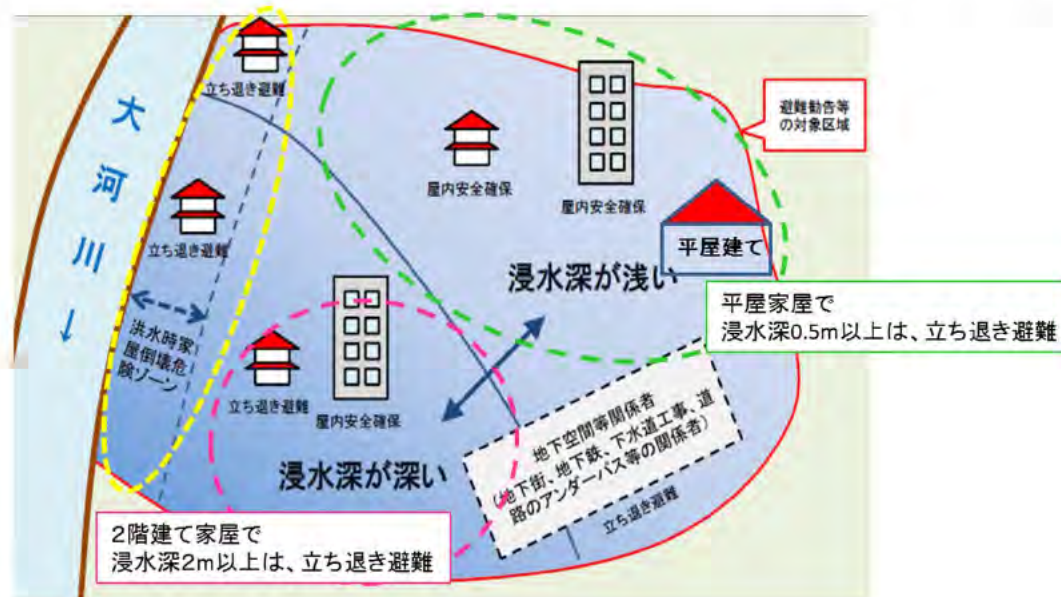 大河川→
立ち退き避難
屋内安全確保
屋内安全確保
避難勧告等
の対象区域
立ち退き避難
平屋建て
浸水深が浅い
平屋家屋で
浸水深0.5m以上は、立ち退き避難
洪水時家
屋倒壊危
険ゾーン
立ち退き避難
屋内安全確保
浸水深が深い
地下空間等関係者
(地下街、地下鉄、下水道工事、道
路のアンダーパス等の関係者)
立ち退き避難
2階建て家屋で
浸水深2m以上は、立ち退き避難